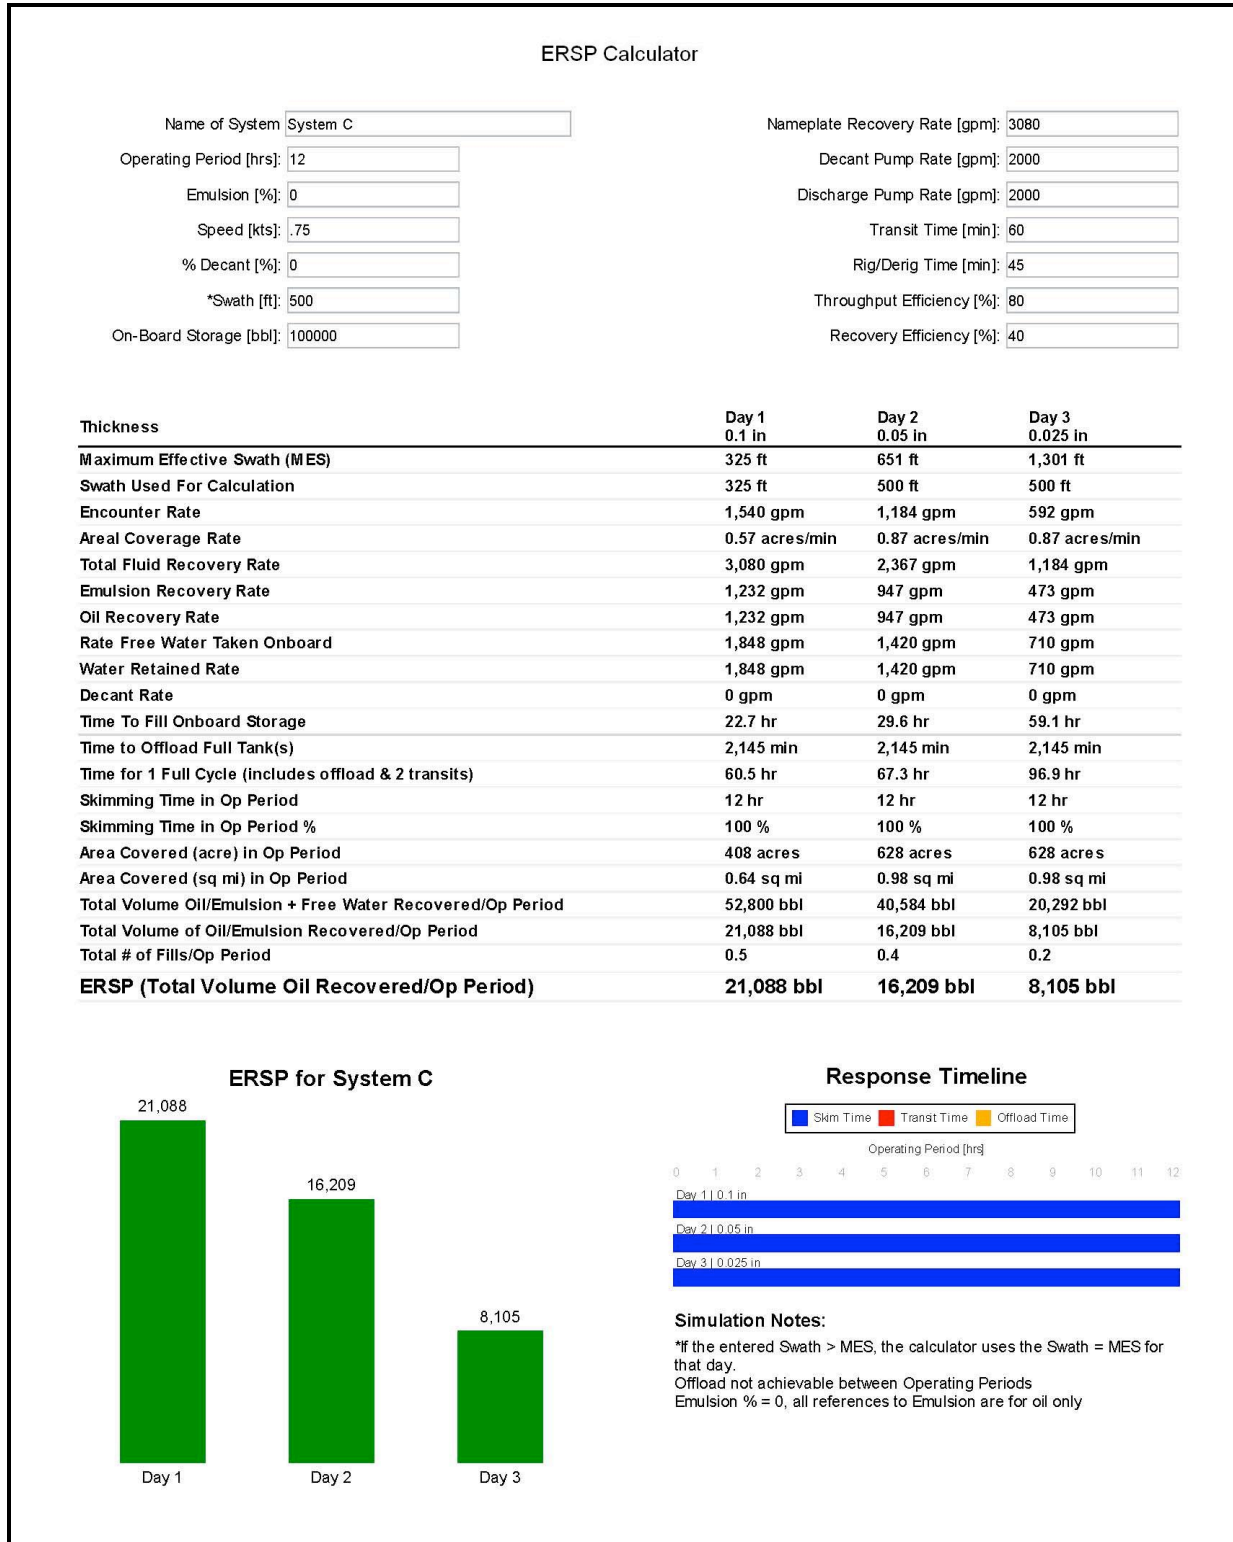 ERSP Calculator
Name of System System C
Operating Period [hrs]: 12
Emulsion [%]: 0
Speed [kts]: .75
% Decant [%]: 0
*Swath [ft]: 500
On-Board Storage [bbl]: 100000
Nameplate Recovery Rate [gpm]: 3080
Decant Pump Rate [gpm]: 2000
Discharge Pump Rate [gpm]: 2000
Transit Time [min]: 60
Rig/Derig Time [min]: 45
Throughput Efficiency [%]: 80
Recovery Efficiency [%]: 40
Day 1 Day 2 Day 3
Thickness 0.1 in 0.05 in 0.025 in
Maximum Effective Swath (MES) 325 ft 651 ft 1,301 ft
Swath Used For Calculation 325 ft 500 ft 500 ft
Encounter Rate 1,540 gpm 1,184 gpm 592 gpm
Areal Coverage Rate 0.57 acres/min 0.87 acres/min 0.87 acres/min
Total Fluid Recovery Rate 3,080 gpm 2,367 gpm 1,184 gpm
Emulsion Recovery Rate 1,232 gpm 947 gpm 473 gpm
Oil Recovery Rate 1,232 gpm 947 gpm 473 gpm
Rate Free Water Taken Onboard 1,848 gpm 1,420 gpm 710 gpm
Water Retained Rate 1,848 gpm 1,420 gpm 710 gpm
Decant Rate 0 gpm 0 gpm 0 gpm
Time To Fill Onboard Storage 22.7 hr 29.6 hr 59.1 hr
Time to Offload Full Tank(s) 2,145 min 2,145 min 2,145 min
Time for 1 Full Cycle (includes offload & 2 transits) 60.5 hr 67.3 hr 96.9 hr
Skimming Time in Op Period 12 hr 12 hr 12 hr
Skimming Time in Op Period % 100 % 100 % 100 %
Area Covered (acre) in Op Period 408 acres 628 acres 628 acres
Area Covered (sq mi) in Op Period 0.64 sq mi 0.98 sq mi 0.98 sq mi
Total Volume Oil/Emulsion + Free Water Recovered/Op Period 52,800 bbl 40,584 bbl 20,292 bbl
Total Volume of Oil/Emulsion Recovered/Op Period 21,088 bbl 16,209 bbl 8,105 bbl
Total # of Fills/Op Period 0.5 0.4 0.2
ERSP (Total Volume Oil Recovered/Op Period) 21,088 bbl 16,209 bbl 8,105 bbl
ERSP for System C
21,088
16,209
8,105
Day 1 Day 2 Day 3
Response Timeline
Skim Time Transit Time Offload Time
Operating Period [hrs]
0 1 2 3 4 5 6 7 8 9 10 11 12
Day 1 | 0.1 in
Day 2 | 0.05 in
Day 3 | 0.025 in
Simulation Notes:
*If the entered Swath > MES, the calculator uses the Swath = MES for
that day.
Offload not achievable between Operating Periods
Emulsion % = 0, all references to Emulsion are for oil only